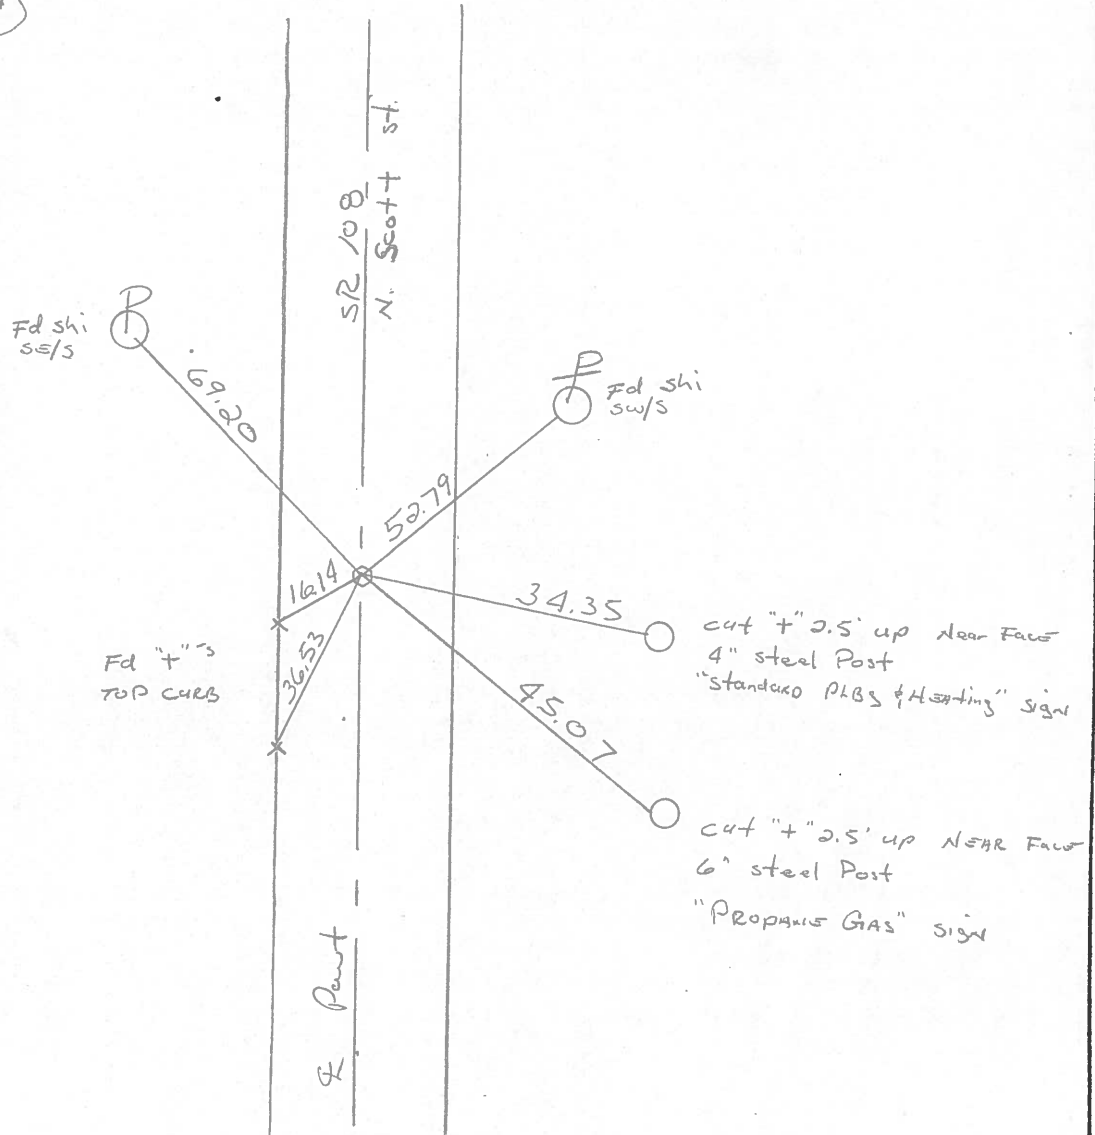 SR 108
N. Scott St.
P
Fd shi
SE/S
69.20
P
Fd shi
SW/S
52.79
16.14
36.53
Fd "+"'s
TOP CURB
34.35
cut "+" 2.5' up Near Face
4" steel Post
"Standard PLBG & Heating" sign
45.07
cut "+" 2.5' up NEAR Face
6" steel Post
"PROPANE GAS" sign
℄ Pavt